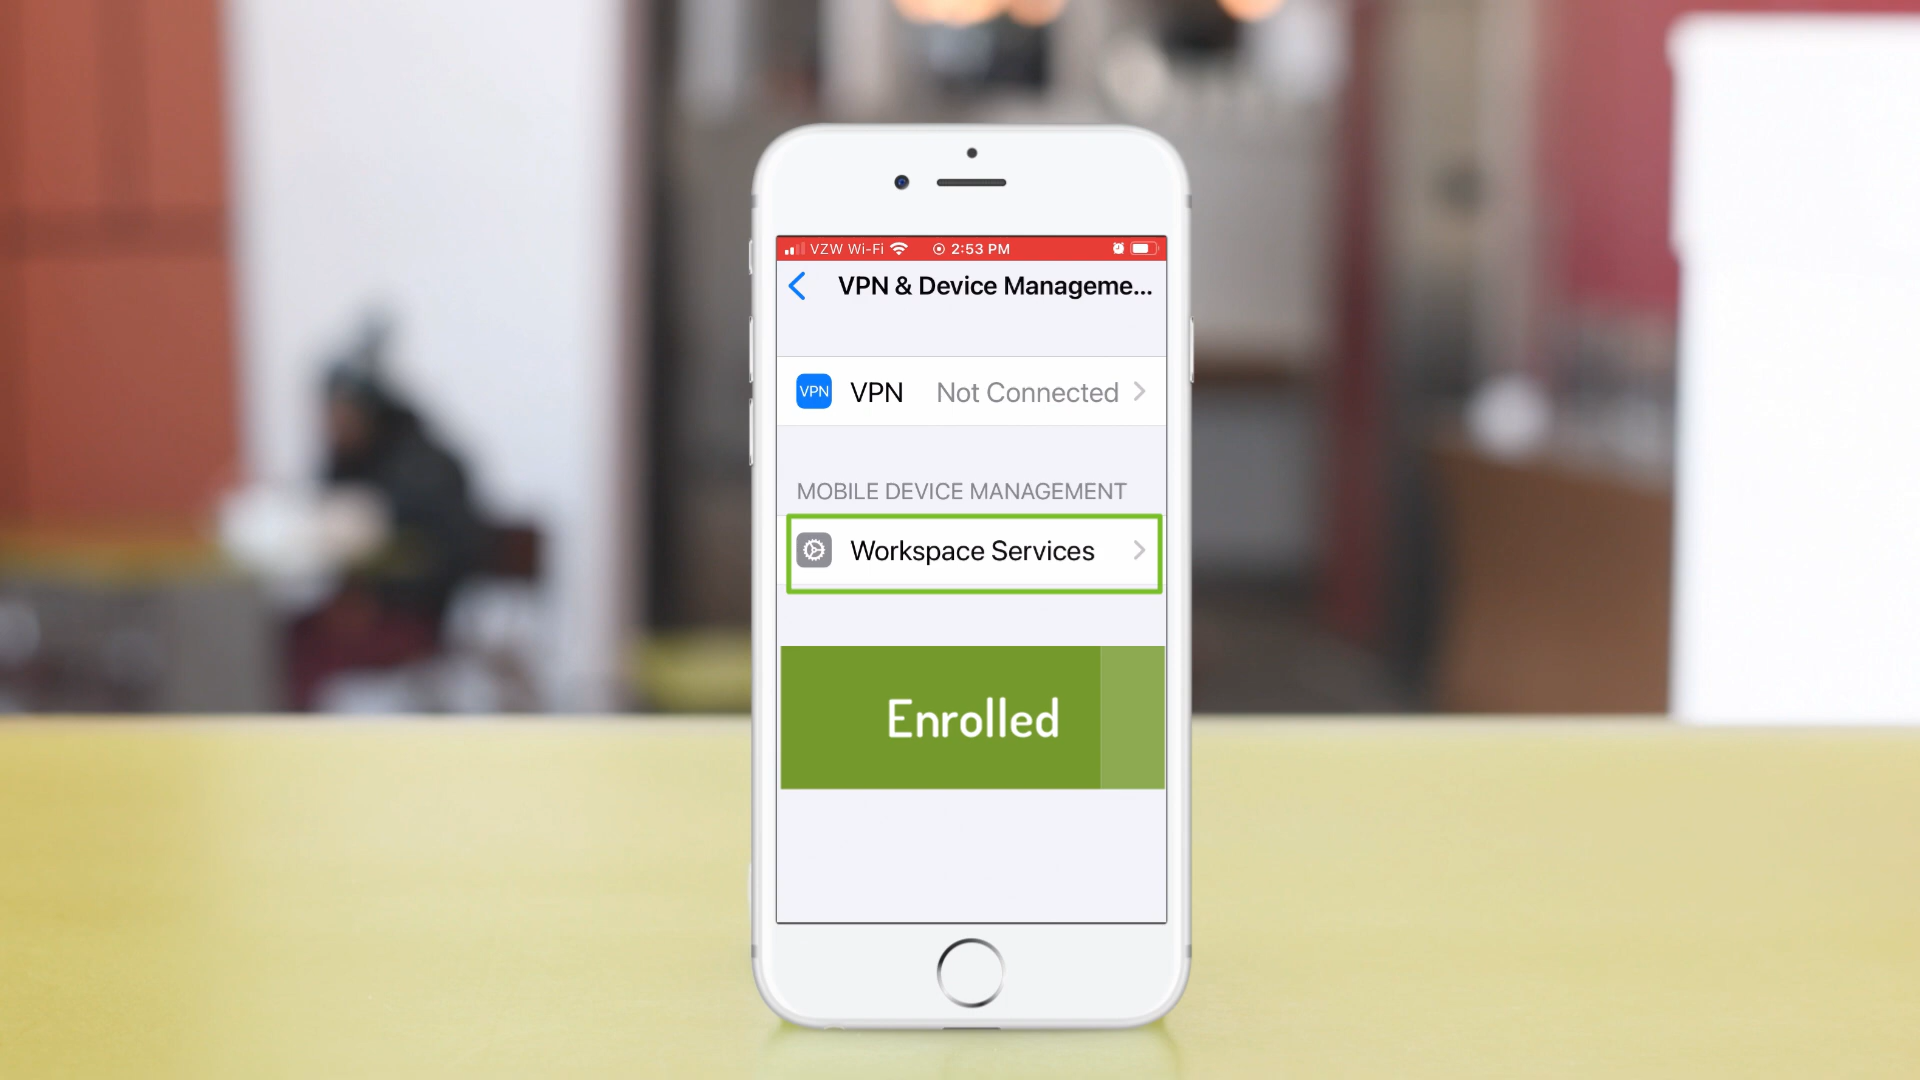 VZW Wi-Fi 2:53 PM
VPN & Device Manageme...
VPN VPN Not Connected
MOBILE DEVICE MANAGEMENT
Workspace Services
Enrolled